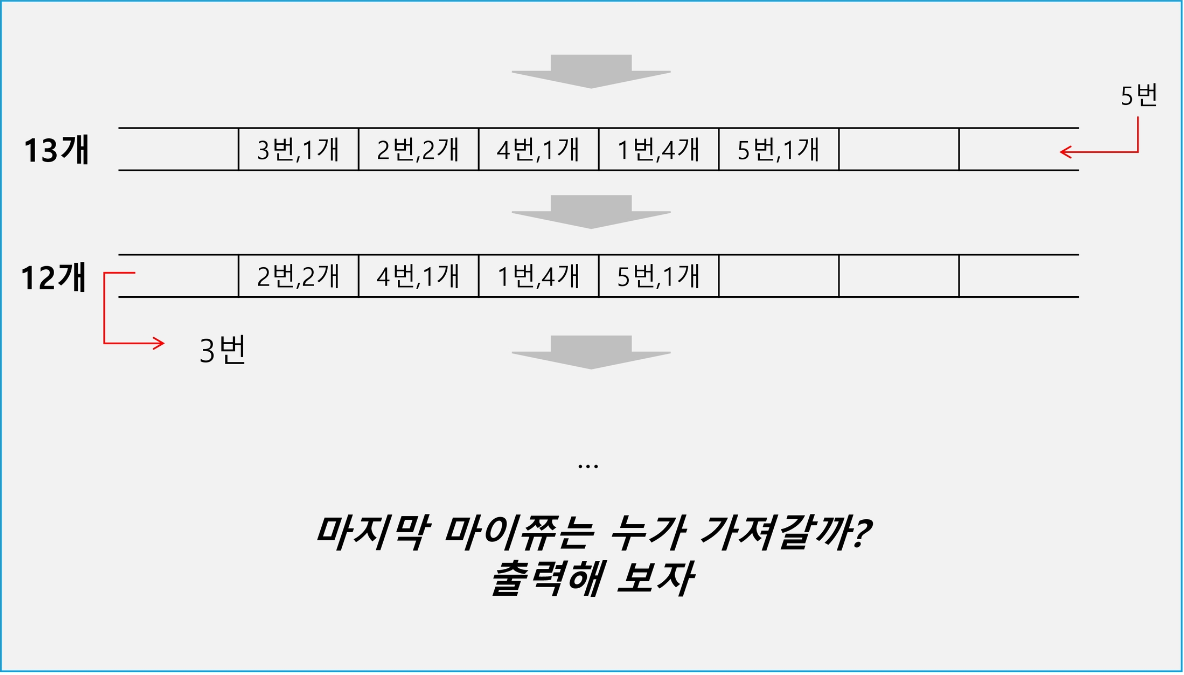 5번
13개 3번,1개 2번,2개 4번,1개 1번,4개 5번,1개
12개 2번,2개 4번,1개 1번,4개 5번,1개
3번
...
마지막 마이쮸는 누가 가져갈까?
출력해 보자